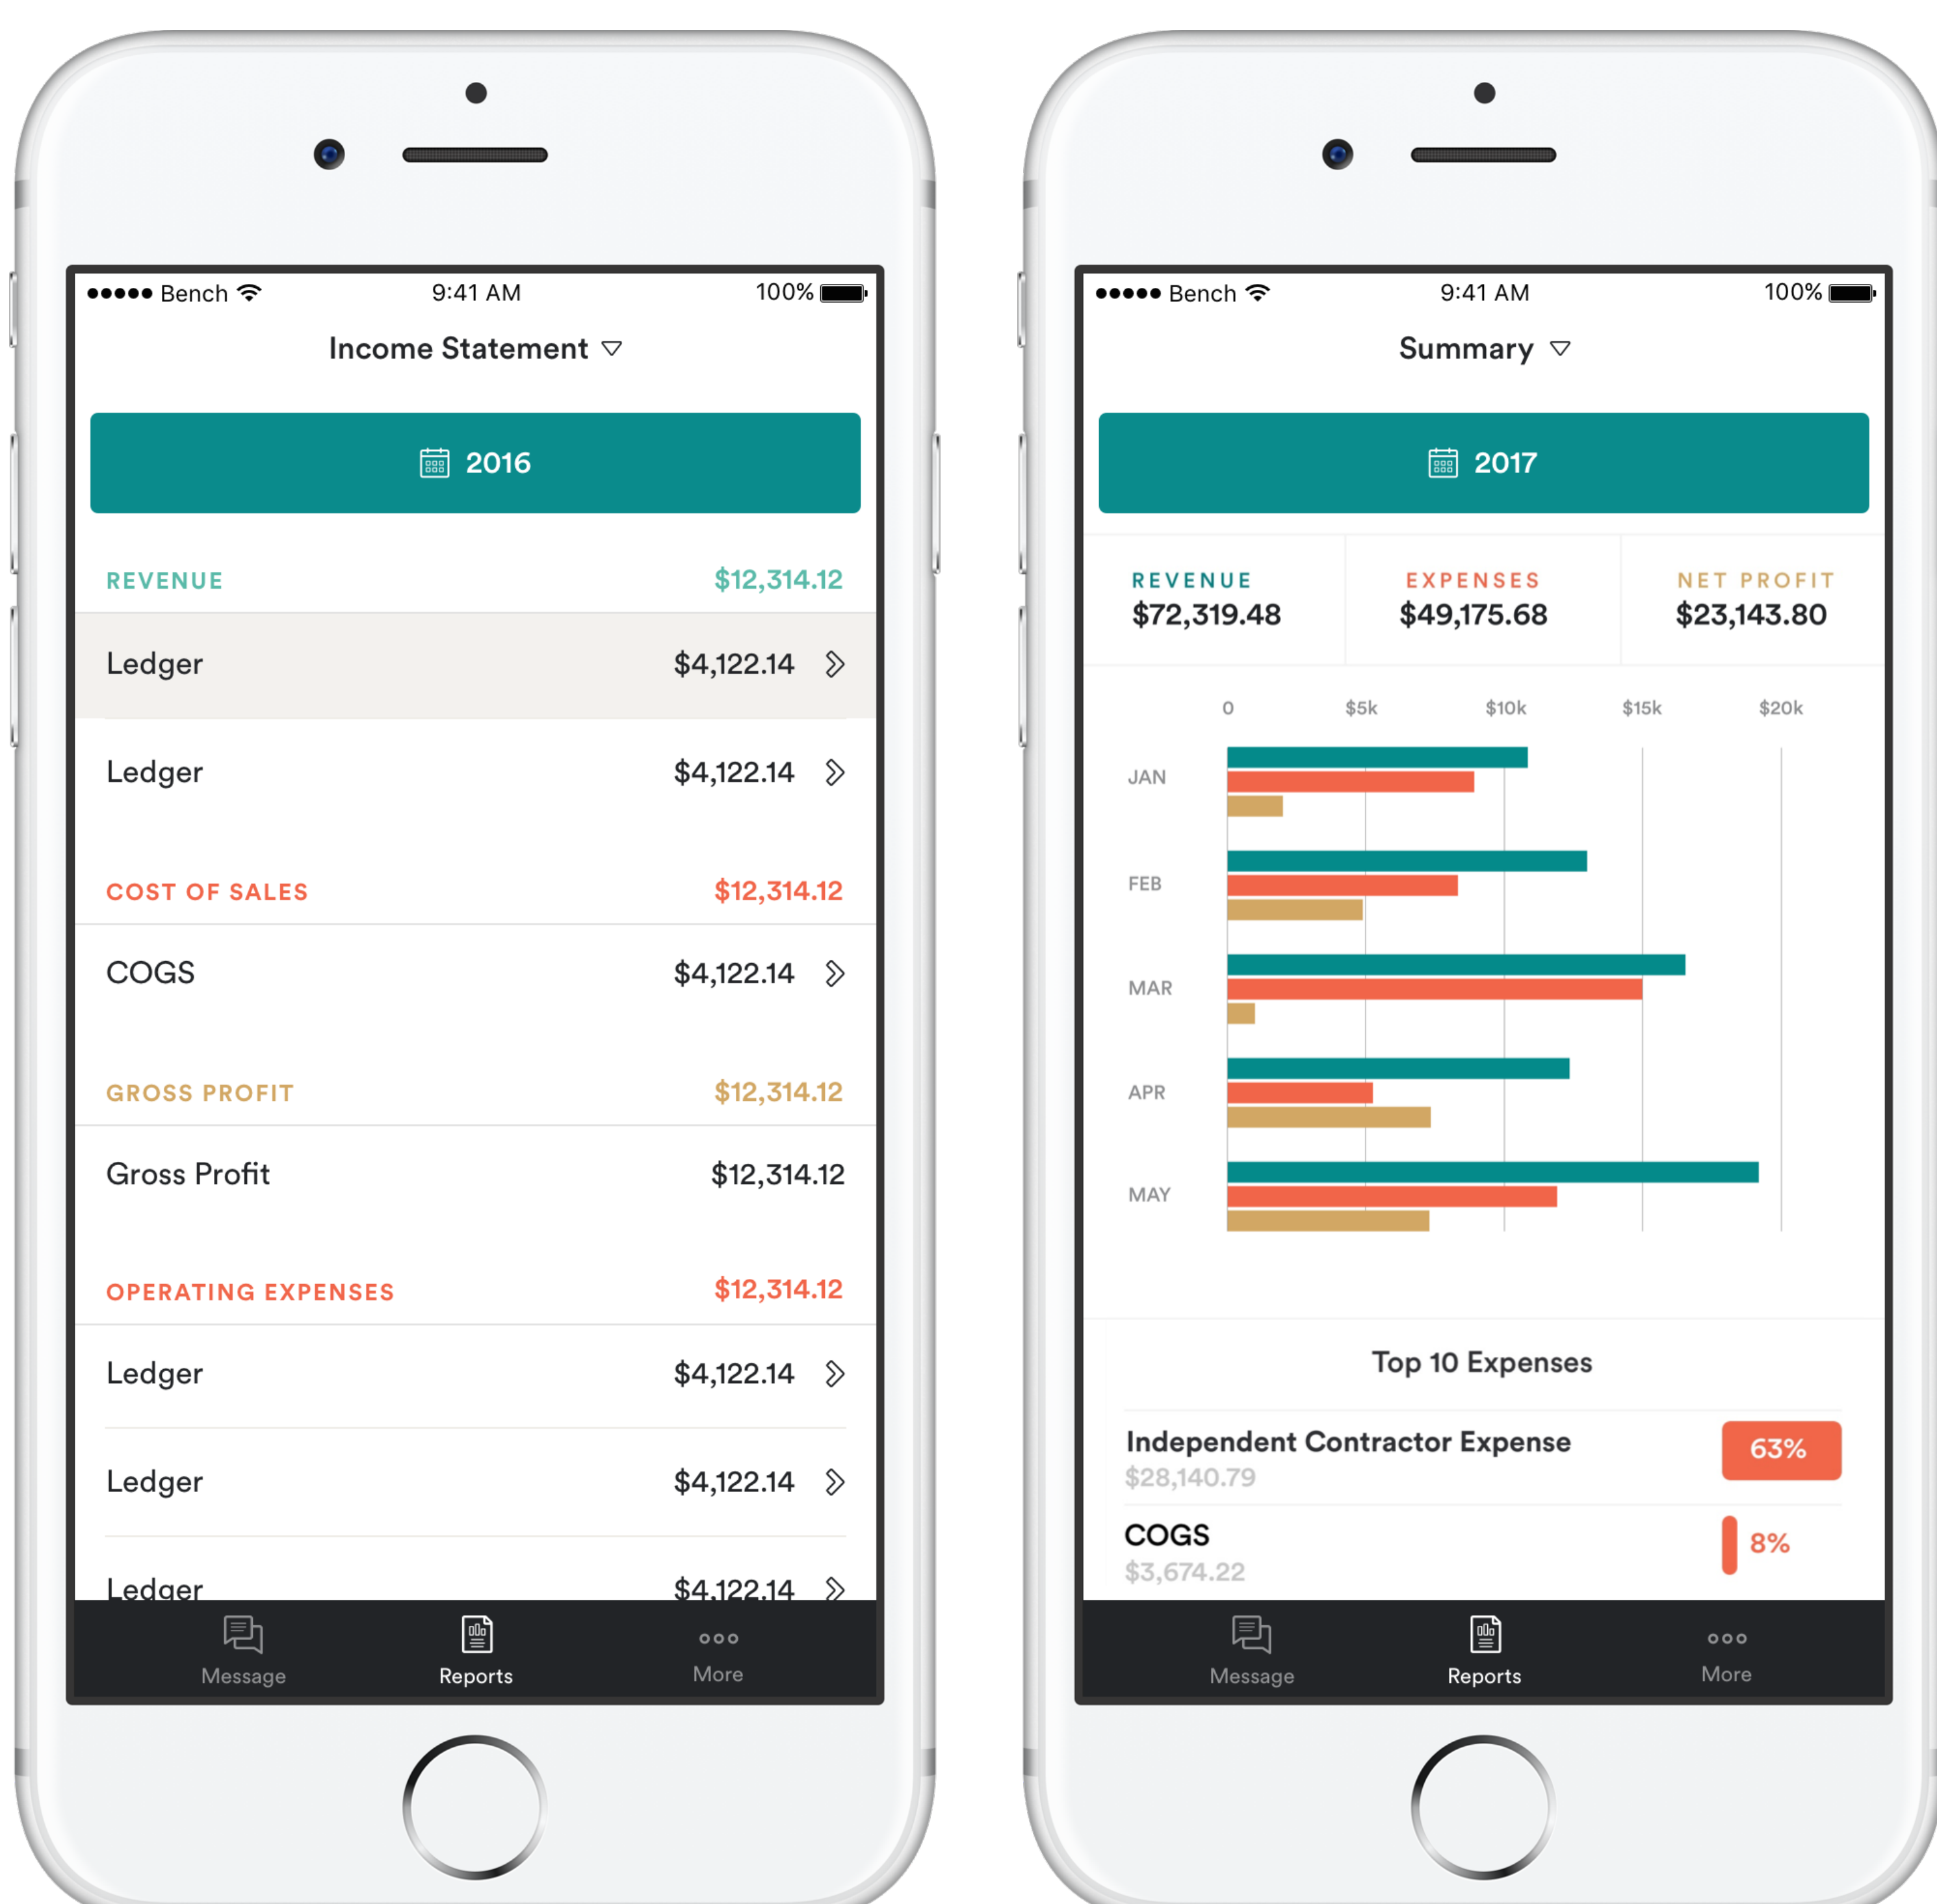 Bench 9:41 AM 100%
Income Statement
2016
REVENUE $12,314.12
Ledger $4,122.14
Ledger $4,122.14
COST OF SALES $12,314.12
COGS $4,122.14
GROSS PROFIT $12,314.12
Gross Profit $12,314.12
OPERATING EXPENSES $12,314.12
Ledger $4,122.14
Ledger $4,122.14
Ledger $4,122.14
Message Reports More
Bench 9:41 AM 100%
Summary
2017
REVENUE EXPENSES NET PROFIT
$72,319.48 $49,175.68 $23,143.80
0 $5k $10k $15k $20k
JAN
FEB
MAR
APR
MAY
Top 10 Expenses
Independent Contractor Expense 63%
$28,140.79
COGS 8%
$3,674.22
Message Reports More